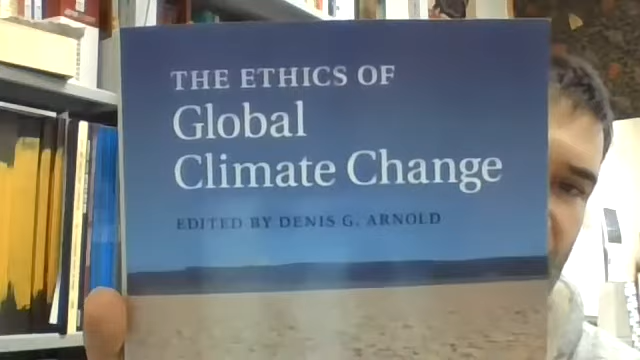 THE ETHICS OF
Global
Climate Change
EDITED BY DENIS G. ARNOLD